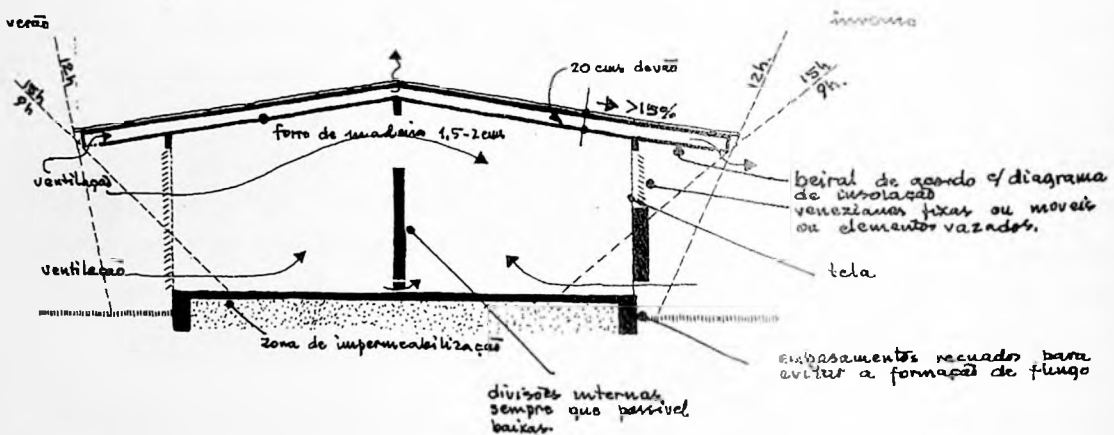 verão
inverno
12h.
15h
9h.
12h.
15h
9h.
20 cms de vão
>15%
forro de madeira 1,5-2cms
ventilação
beiral de acordo c/ diagrama
de insolação
venezianas fixas ou moveis
ou elementos vazados.
ventilação
tela
zona de impermeabilização
embasamentos recuados para
evitar a formação de fungo
divisões internas
sempre que possivel
baixas.